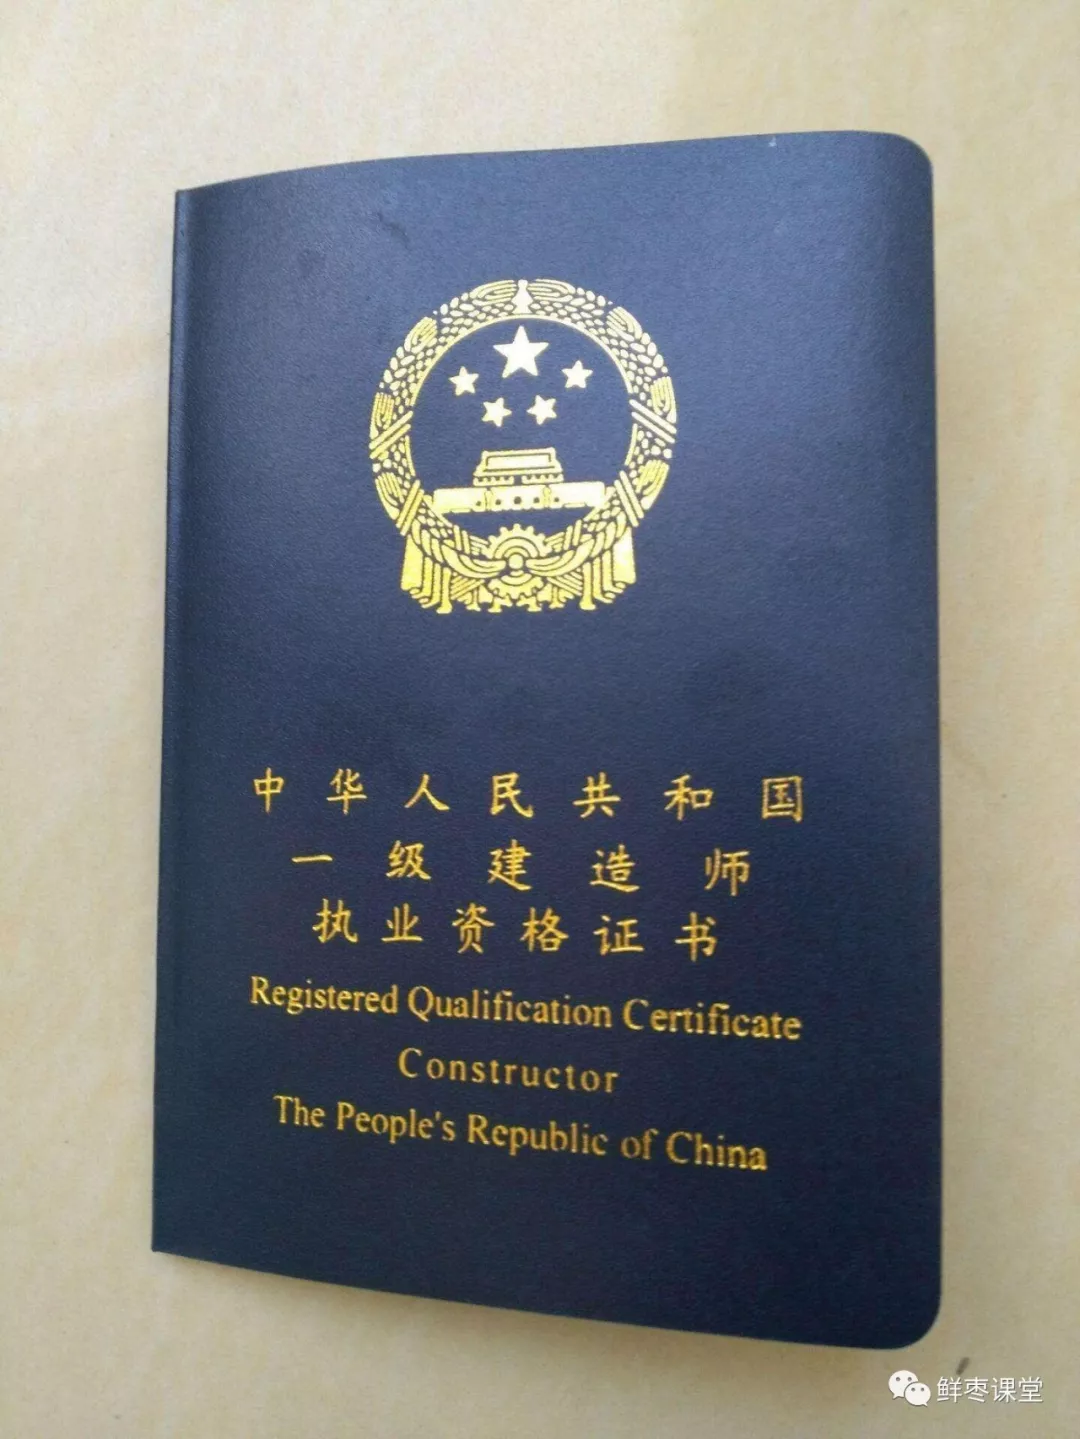 中华人民共和国
一级建造师
执业资格证书
Registered Qualification Certificate
Constructor
The People's Republic of China
鲜枣课堂